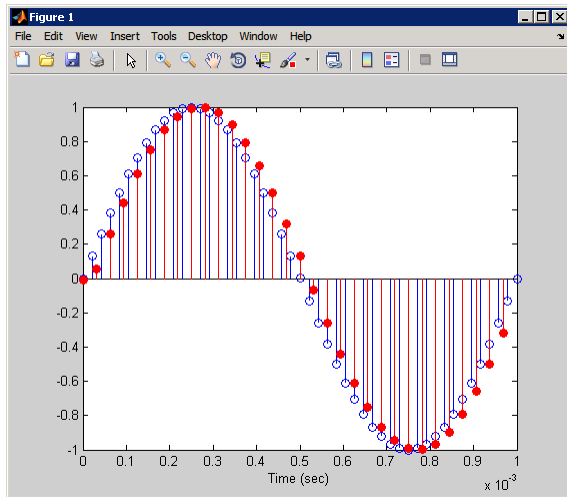 Figure 1
File Edit View Insert Tools Desktop Window Help
1
0.8
0.6
0.4
0.2
0
-0.2
-0.4
-0.6
-0.8
-1
0 0.1 0.2 0.3 0.4 0.5 0.6 0.7 0.8 0.9 1
Time (sec)
x 10^-3